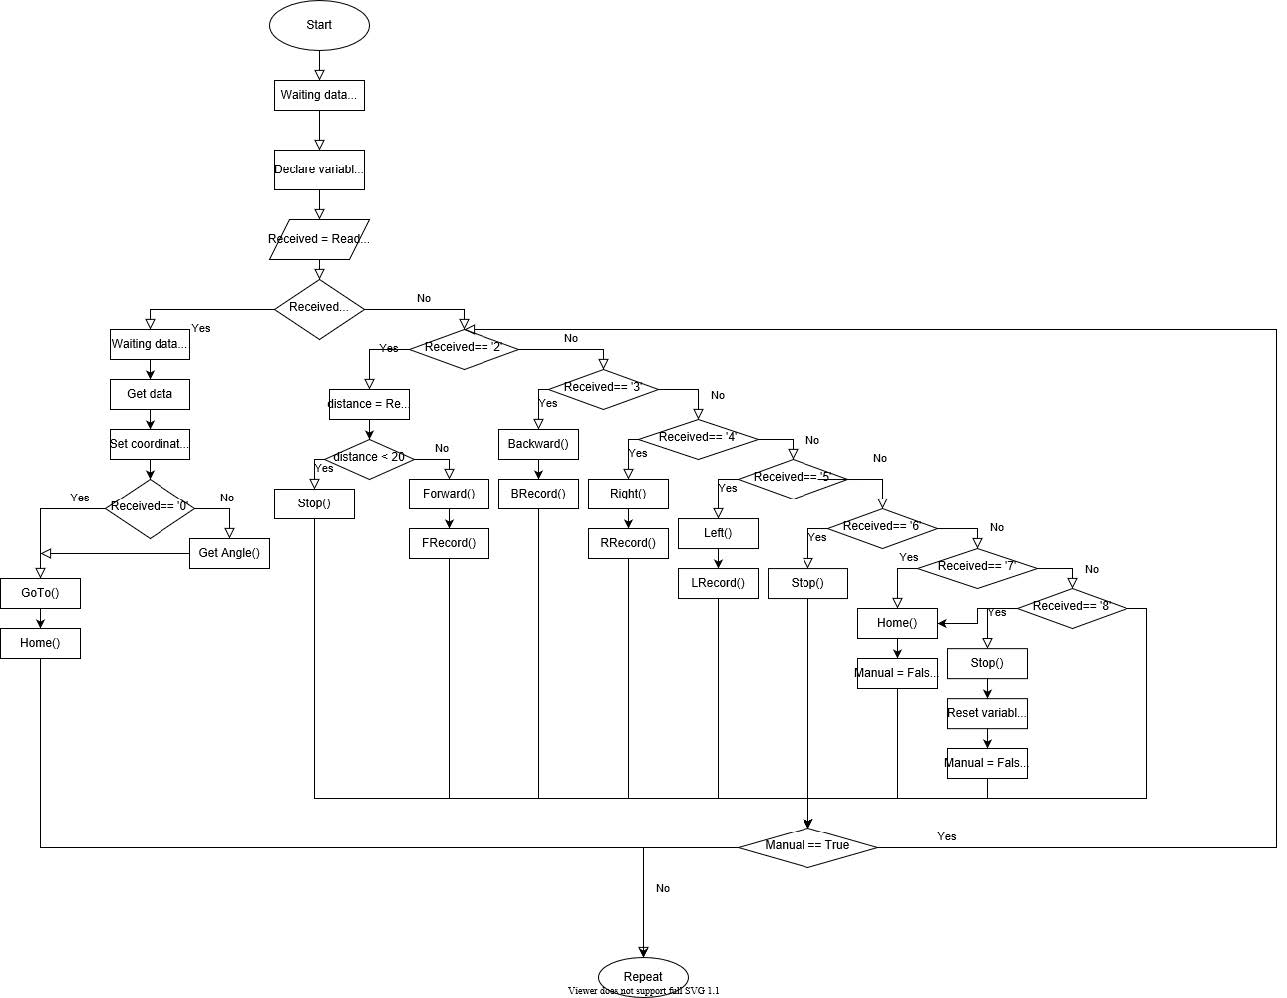 Start
Waiting data...
Declare variabl...
Received = Read...
Received...
No
Yes
Waiting data...
Get data
Set coordinat...
Received== '0'
Yes
No
Get Angle()
GoTo()
Home()
Received== '2'
Yes
No
distance = Re...
distance < 20
Yes
No
Stop()
Forward()
FRecord()
Received== '3'
Yes
No
Backward()
BRecord()
Received== '4'
Yes
No
Right()
RRecord()
Received== '5'
Yes
No
Left()
LRecord()
Received== '6'
Yes
No
Stop()
Received== '7'
Yes
No
Home()
Manual = Fals...
Received== '8'
Yes
Stop()
Reset variabl...
Manual = Fals...
Manual == True
Yes
No
Repeat
Viewer does not support full SVG 1.1